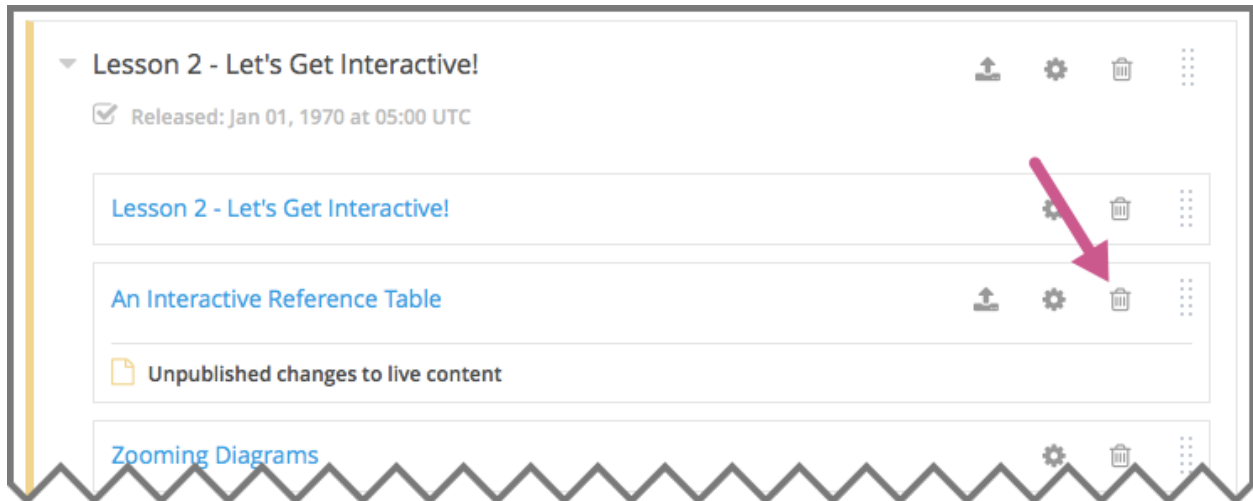 Lesson 2 - Let's Get Interactive!
Released: Jan 01, 1970 at 05:00 UTC
Lesson 2 - Let's Get Interactive!
An Interactive Reference Table
Unpublished changes to live content
Zooming Diagrams